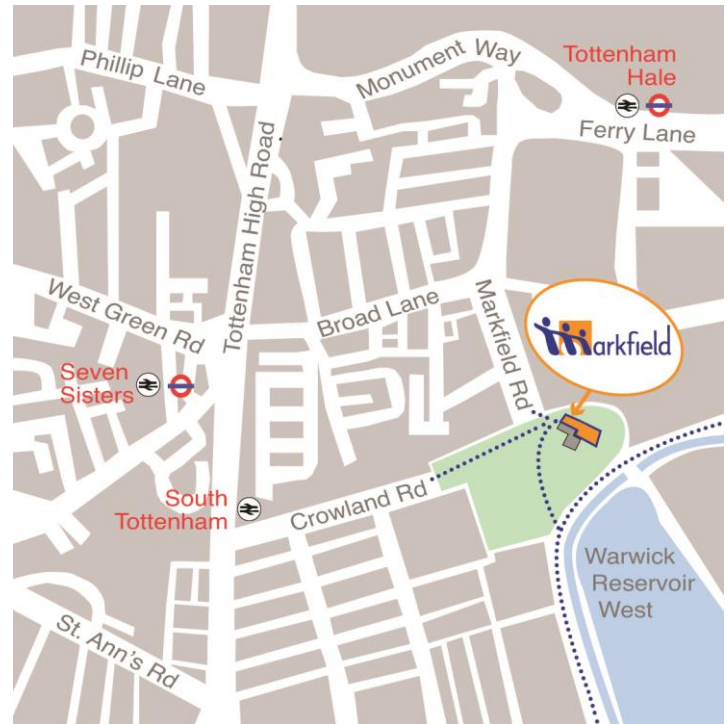 Phillip Lane
Monument Way
Tottenham
Hale
Ferry Lane
Tottenham High Road
West Green Rd
Broad Lane
Markfield Rd
markfield
Seven
Sisters
South
Tottenham
Crowland Rd
Warwick
Reservoir
West
St. Ann's Rd